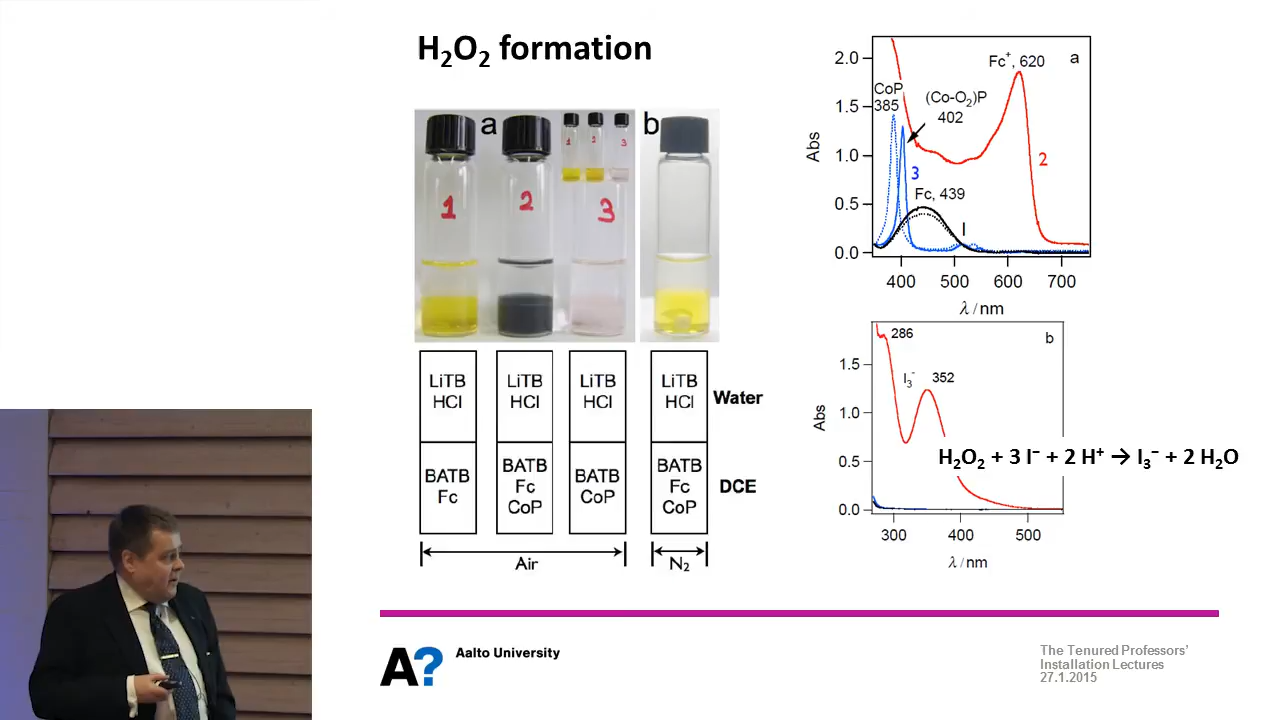 H₂O₂ formation
a
b
1
2
3
1
2
3
LiTB
HCl
LiTB
HCl
LiTB
HCl
LiTB
HCl
Water
BATB
Fc
BATB
Fc
CoP
BATB
CoP
BATB
Fc
CoP
DCE
Air
N₂
a
Fc⁺, 620
CoP
385
(Co-O₂)P
402
2
3
Fc, 439
1
Abs
2.0
1.5
1.0
0.5
0.0
400 500 600 700
λ / nm
b
286
I₃⁻ 352
Abs
1.5
1.0
0.5
0.0
H₂O₂ + 3 I⁻ + 2 H⁺ → I₃⁻ + 2 H₂O
300 400 500
λ / nm
A?
Aalto University
The Tenured Professors’
Installation Lectures
27.1.2015